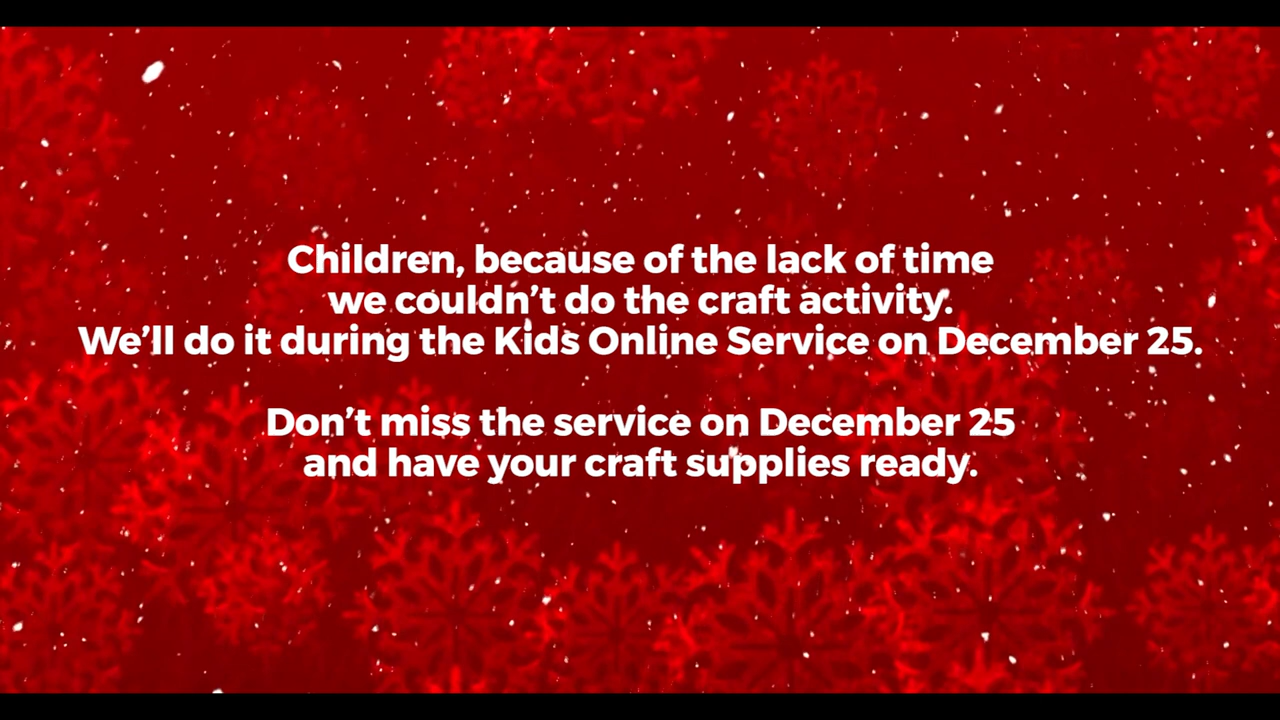 Children, because of the lack of time
we couldn’t do the craft activity.
We’ll do it during the Kids Online Service on December 25.
Don’t miss the service on December 25
and have your craft supplies ready.